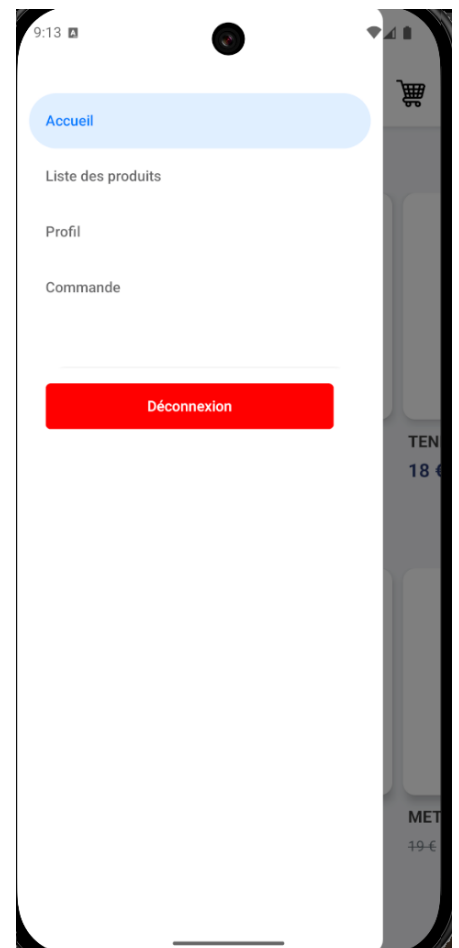 9:13
Accueil
Liste des produits
Profil
Commande
Déconnexion
TEN
18 €
MET
19 €